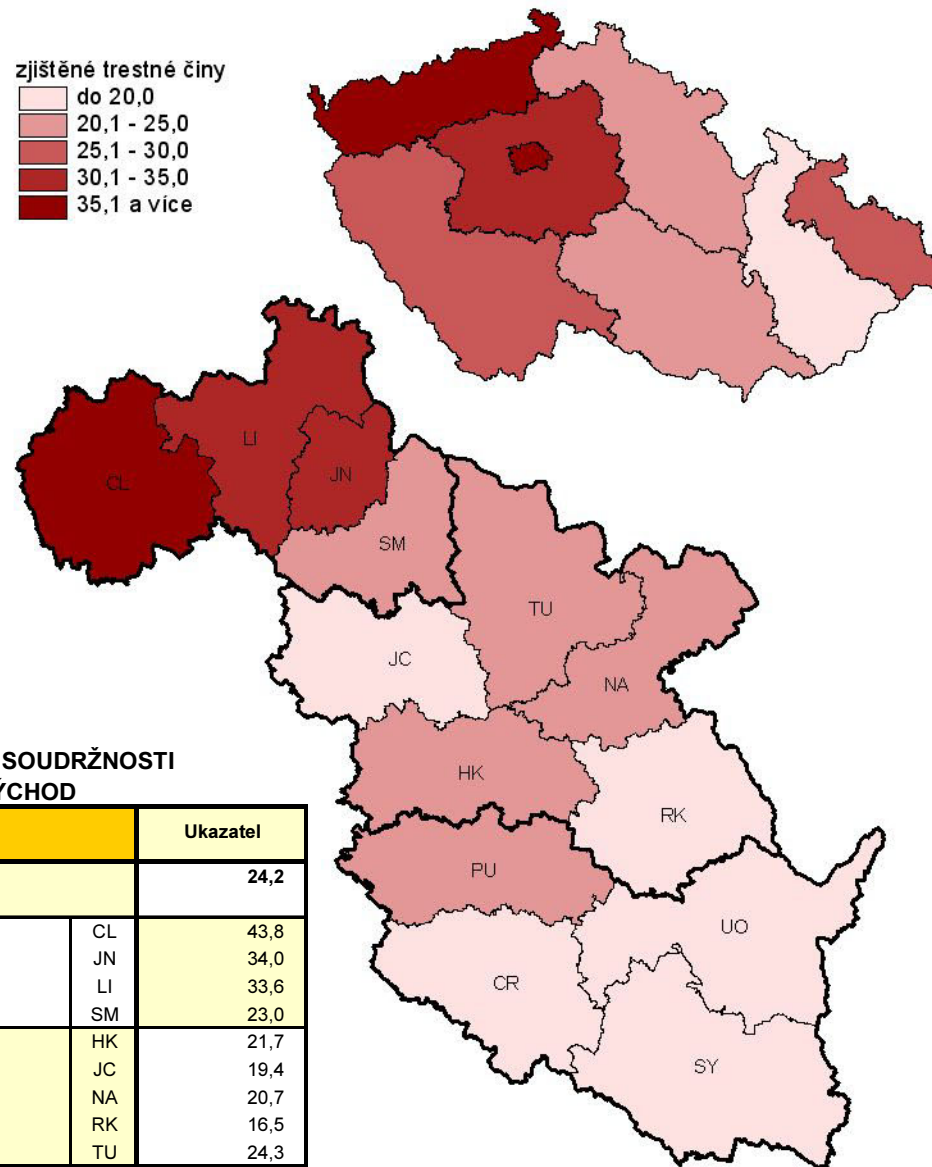 zjištěné trestné činy
do 20,0
20,1 - 25,0
25,1 - 30,0
30,1 - 35,0
35,1 a více
CL
LI
JN
SM
TU
JC
NA
HK
RK
PU
UO
CR
SY
SOUDRŽNOSTI
ÝCHOD
Ukazatel
24,2
CL 43,8
JN 34,0
LI 33,6
SM 23,0
HK 21,7
JC 19,4
NA 20,7
RK 16,5
TU 24,3